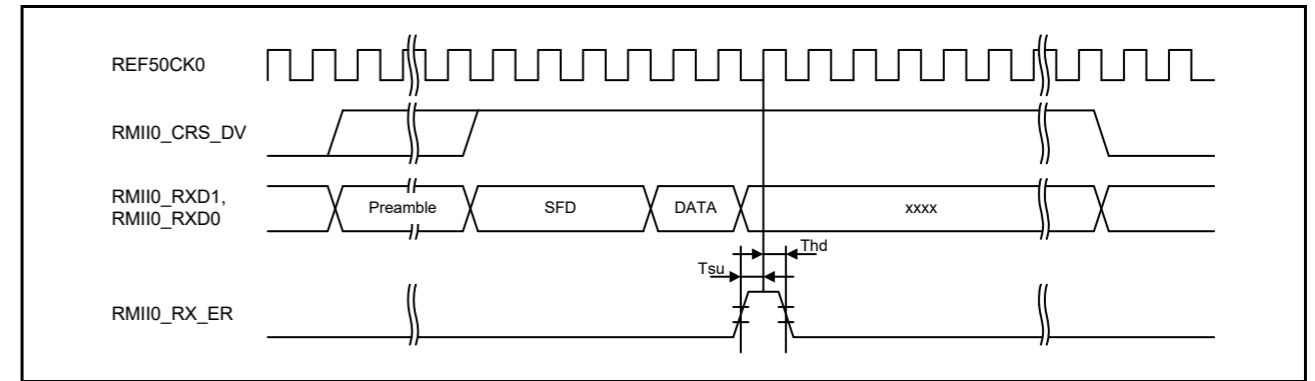 REF50CK0
RMII0_CRS_DV
RMII0_RXD1,
RMII0_RXD0
Preamble
SFD
DATA
xxxx
Thd
Tsu
RMII0_RX_ER